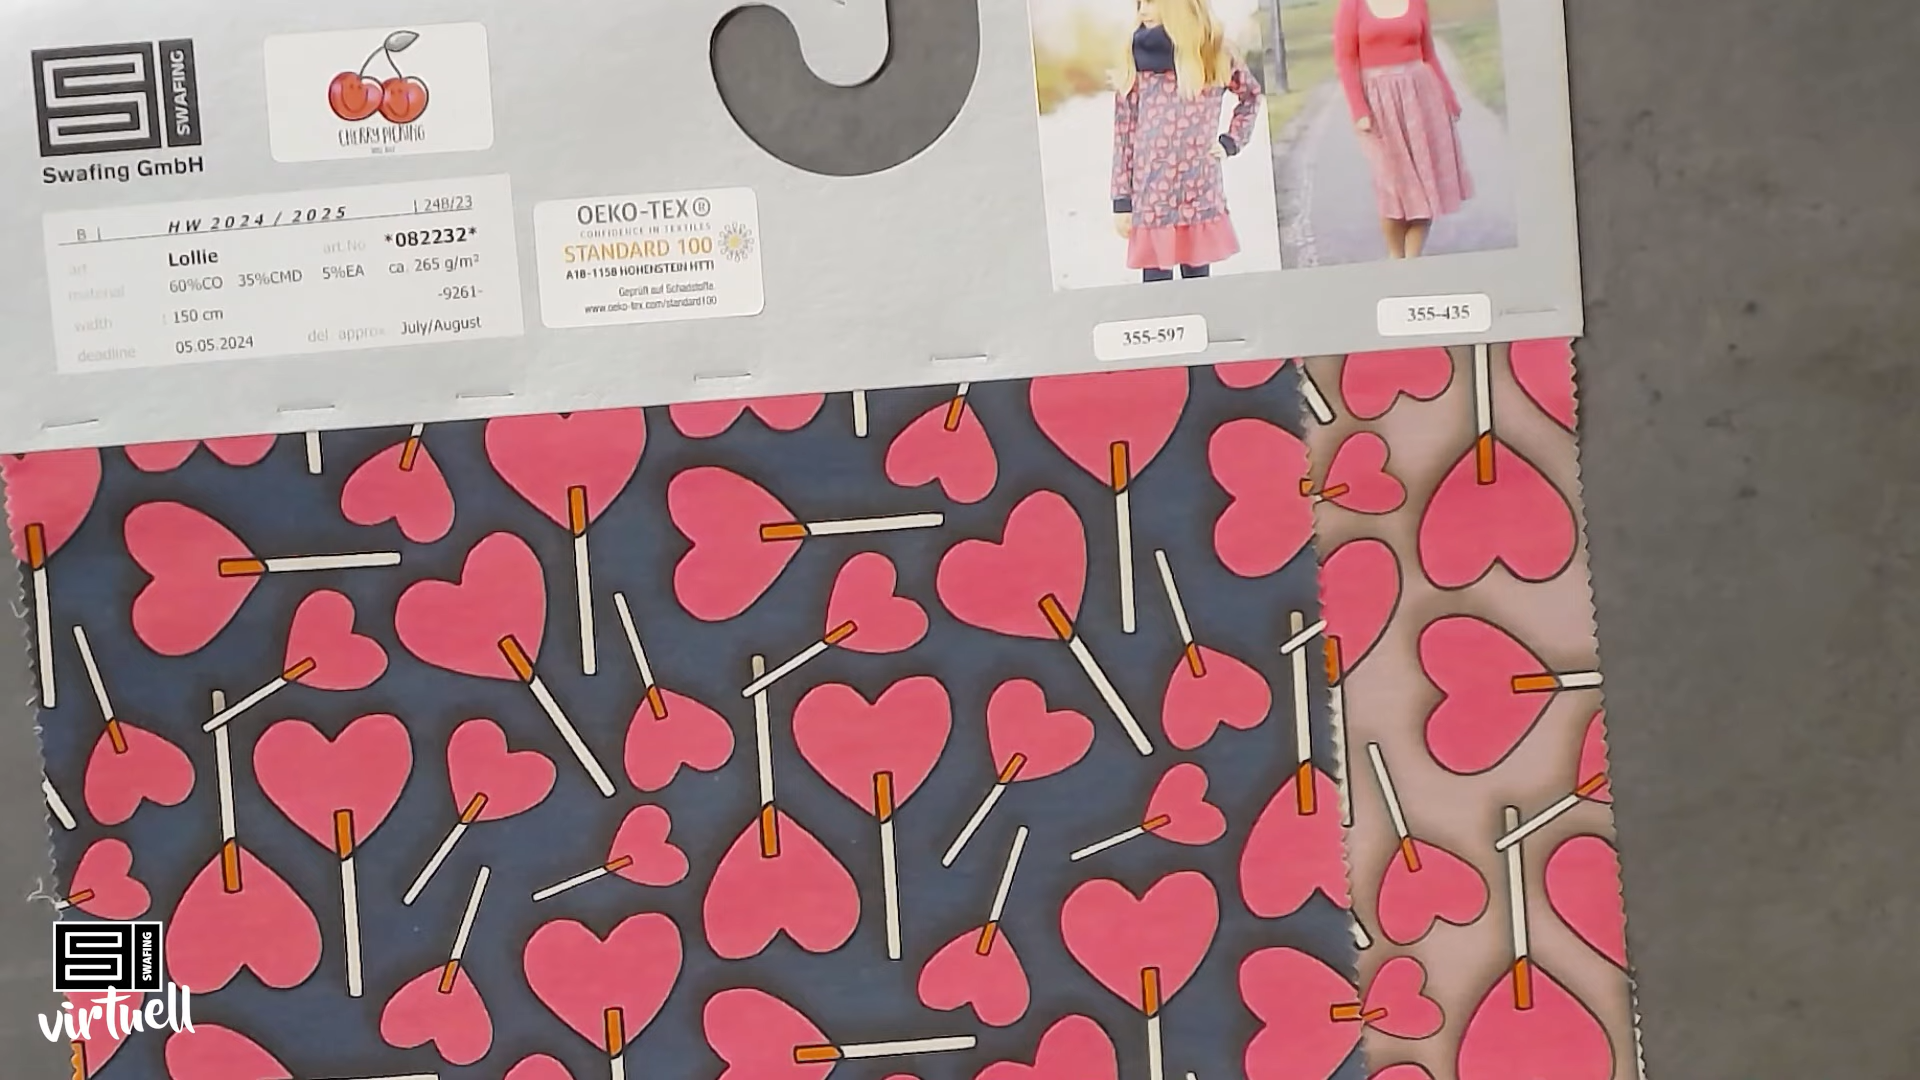 SWAFING
Swafing GmbH
CHERRY PICKING
B | HW 2024 / 2025 | 248/23
art Lollie art.No *082232*
material 60%CO 35%CMD 5%EA ca. 265 g/m²
width : 150 cm -9261-
deadline 05.05.2024 del. approx. July/August
OEKO-TEX®
CONFIDENCE IN TEXTILES
STANDARD 100
A18-1158 HOHENSTEIN HTTI
Geprüft auf Schadstoffe.
www.oeko-tex.com/standard100
355-597
355-435
SWAFING
virtuell